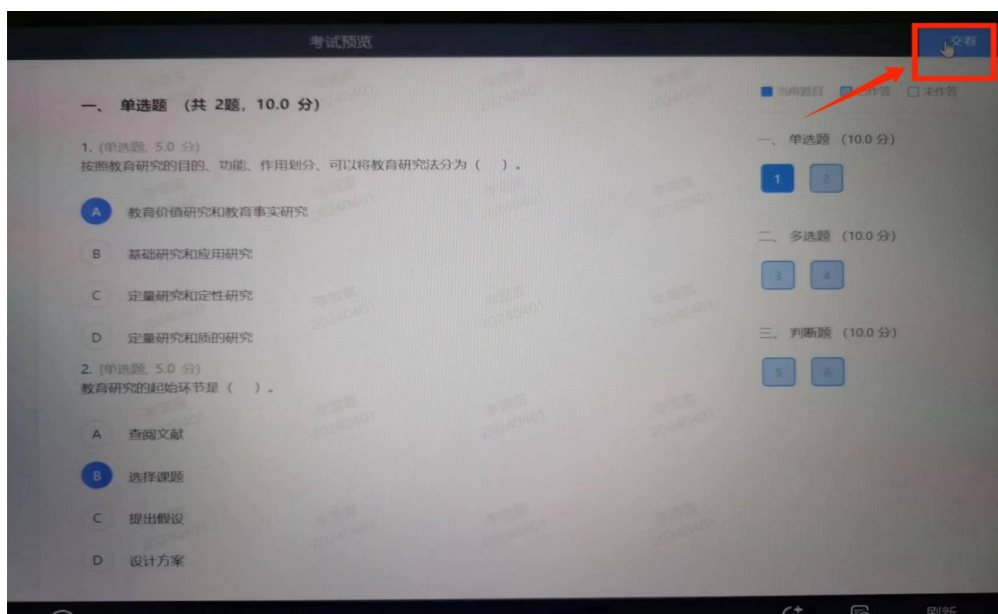 考试预览
交卷
一、 单选题 (共 2题, 10.0 分)
1. (单选题, 5.0 分)
按照教育研究的目的、功能、作用划分、可以将教育研究法分为 ( ) 。
A 教育价值研究和教育事实研究
B 基础研究和应用研究
C 定量研究和定性研究
D 定量研究和质的研究
2. (单选题, 5.0 分)
教育研究的起始环节是 ( ) 。
A 查阅文献
B 选择课题
C 提出假设
D 设计方案
当前题目 已作答 未作答
一、 单选题 (10.0 分)
1 2
二、 多选题 (10.0 分)
3 4
三、 判断题 (10.0 分)
5 6
20240401
刷新